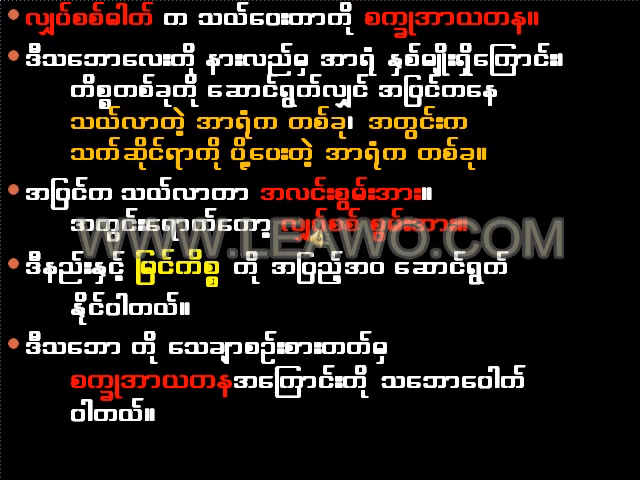 • လျှပ်စစ်ဓါတ် က သယ်ပေးတာကို စက္ခုအာယတန။
• ဒီသဘောလေးကို နားလည်မှ အာရုံ နှစ်မျိုးရှိကြောင်း၊
ကိစ္စတစ်ခုကို ဆောင်ရွက်လျှင် အပြင်ကနေ
သယ်လာတဲ့ အာရုံက တစ်ခု၊ အတွင်းက
သက်ဆိုင်ရာကို ပို့ပေးတဲ့ အာရုံက တစ်ခု။
• အပြင်က သယ်လာတာ အလင်းစွမ်းအား။
အတွင်းရောက်တော့ လျှပ်စစ် စွမ်းအား။
WWW.LEAWO.COM
• ဒီနည်းနှင့် မြင်ကိစ္စ ကို အပြည့်အဝ ဆောင်ရွက်
နိုင်ပါတယ်။
• ဒီသဘော ကို သေချာစဉ်းစားတတ်မှ
စက္ခုအာယတနအကြောင်းကို သဘောပေါက်
ပါတယ်။